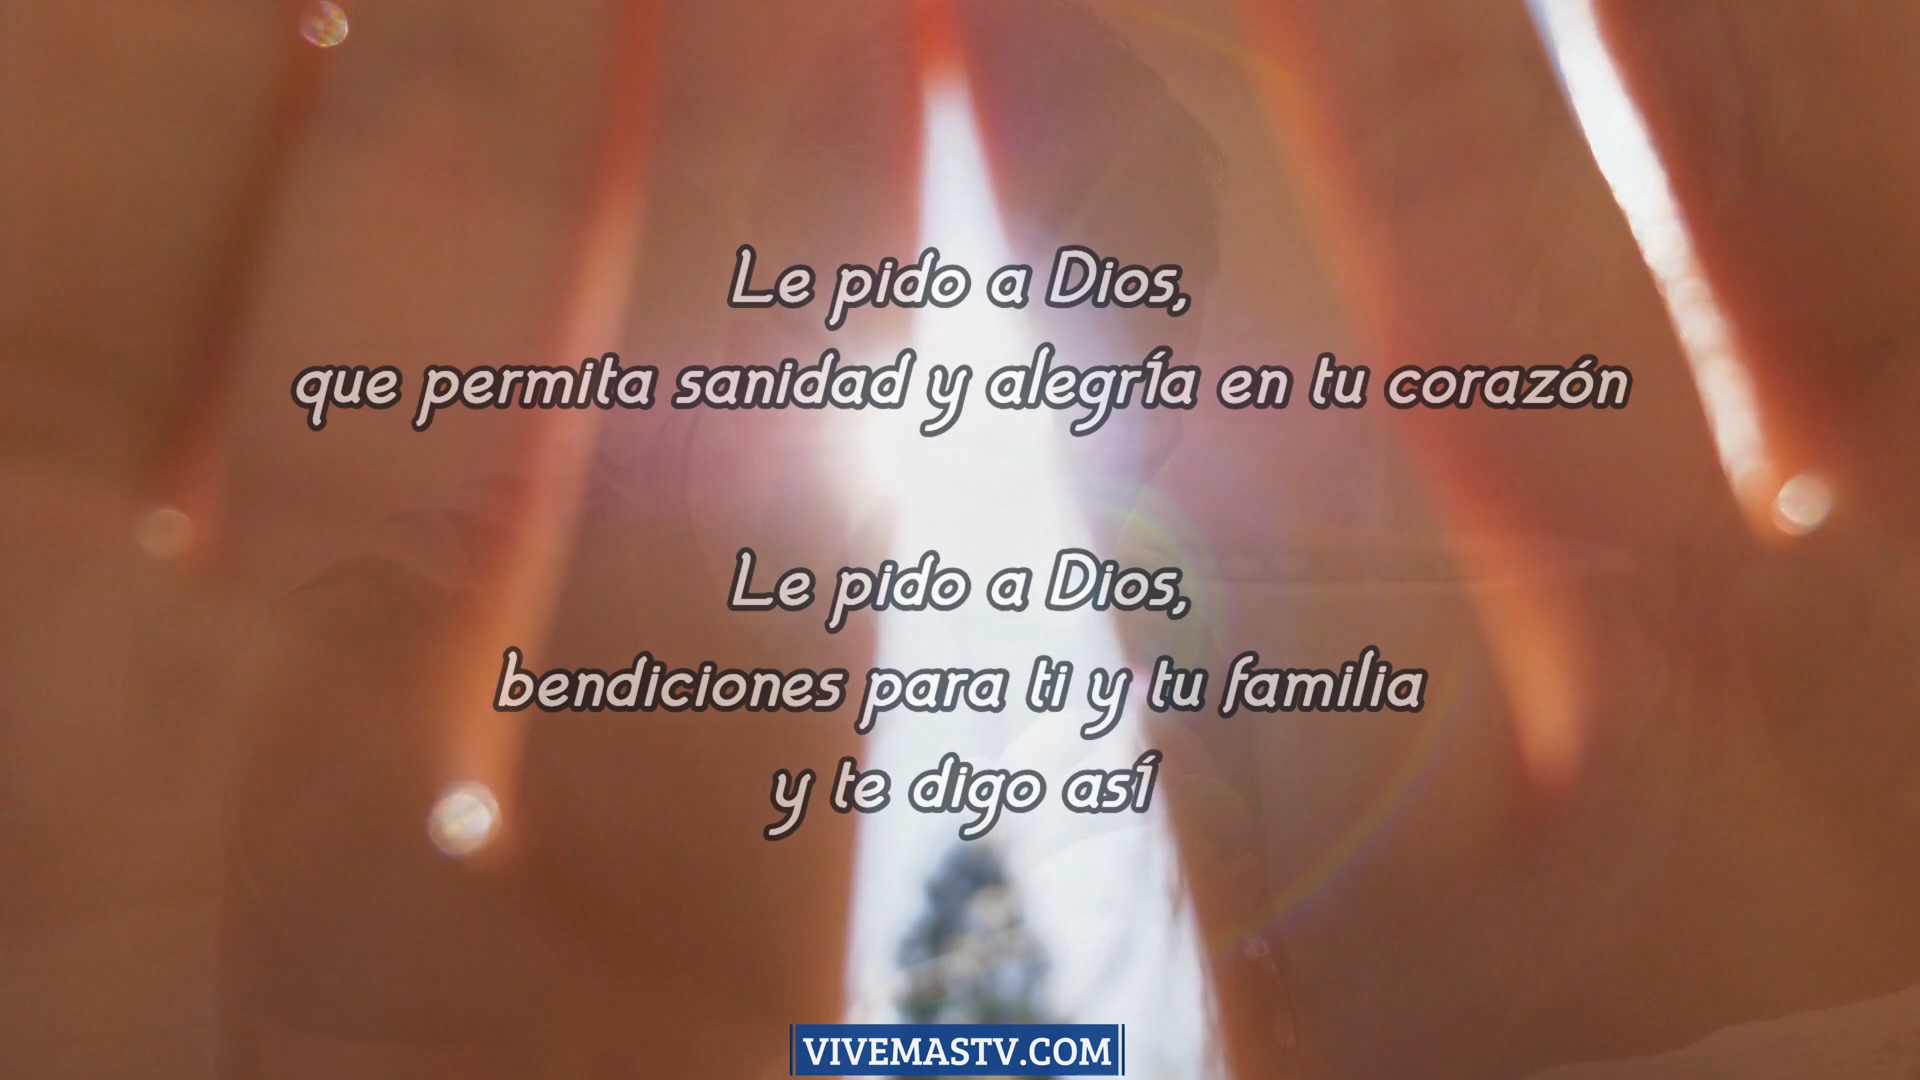 Le pido a Dios,
que permita sanidad y alegría en tu corazón
Le pido a Dios,
bendiciones para ti y tu familia
y te digo así
VIVEMASTV.COM